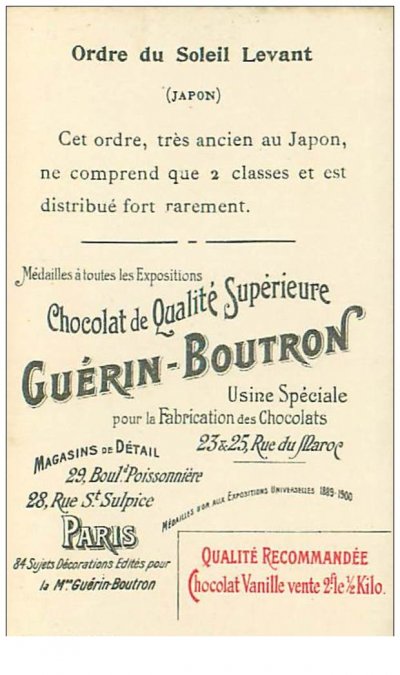 Ordre du Soleil Levant
(JAPON)
Cet ordre, très ancien au Japon,
ne comprend que 2 classes et est
distribué fort rarement.
Médailles à toutes les Expositions
Chocolat de Qualité Supérieure
GUÉRIN-BOUTRON
Usine Spéciale
pour la Fabrication des Chocolats
23 & 25, Rue du Maroc
MAGASINS DE DÉTAIL
29, Boul.d Poissonnière
28, Rue St Sulpice
PARIS
MÉDAILLES D'OR AUX EXPOSITIONS UNIVERSELLES 1889-1900
84 Sujets Décorations Edités pour
la Mon Guérin-Boutron
QUALITÉ RECOMMANDÉE
Chocolat Vanille vente 2f. le ½ Kilo.